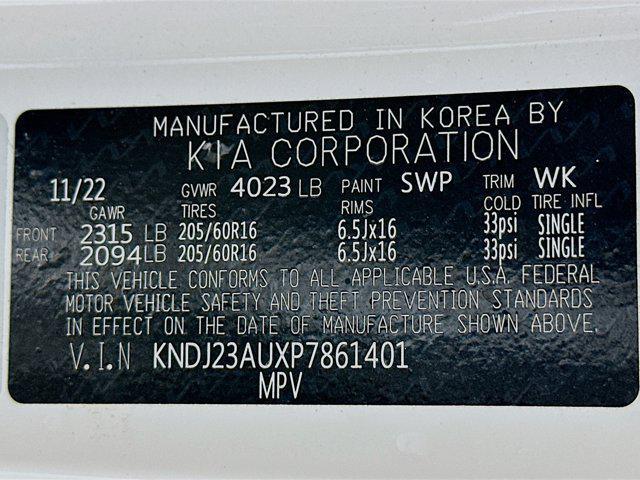 MANUFACTURED IN KOREA BY
KIA CORPORATION
11/22 GVWR 4023 LB PAINT SWP TRIM WK
GAWR TIRES RIMS COLD TIRE INFL
FRONT 2315 LB 205/60R16 6.5Jx16 33psi SINGLE
REAR 2094 LB 205/60R16 6.5Jx16 33psi SINGLE
THIS VEHICLE CONFORMS TO ALL APPLICABLE U.S.A. FEDERAL
MOTOR VEHICLE SAFETY AND THEFT PREVENTION STANDARDS
IN EFFECT ON THE DATE OF MANUFACTURE SHOWN ABOVE.
V.I.N KNDJ23AUXP7861401
MPV